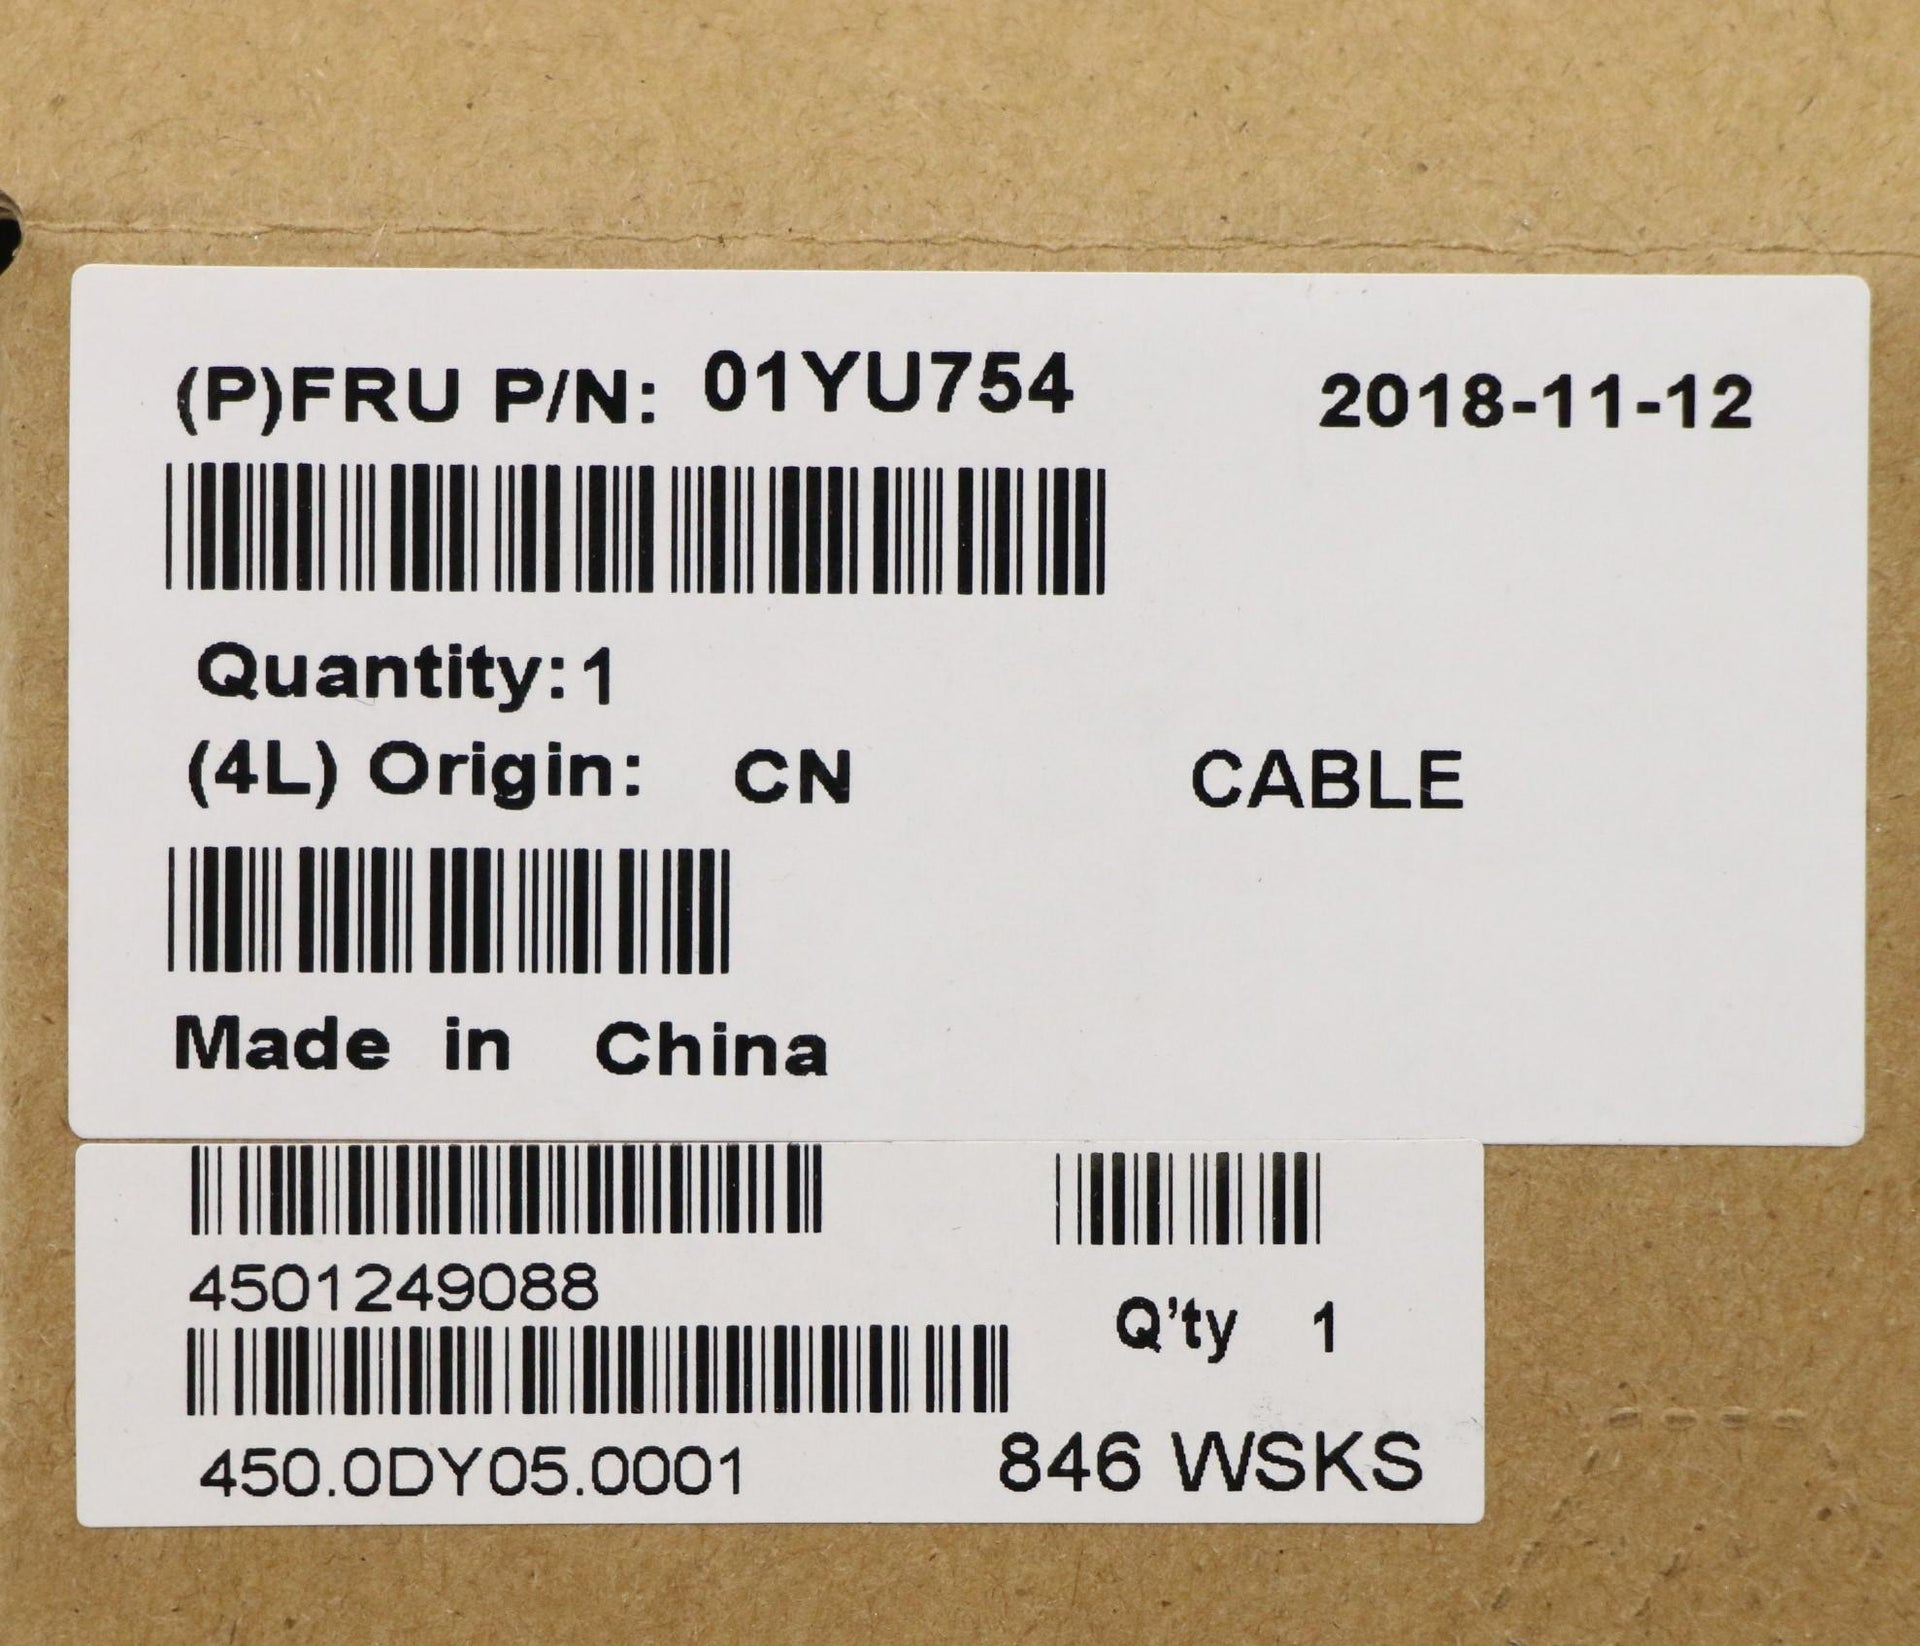 (P)FRU P/N: 01YU754 2018-11-12
Quantity:1
(4L) Origin: CN CABLE
Made in China
4501249088
Q'ty 1
450.0DY05.0001 846 WSKS